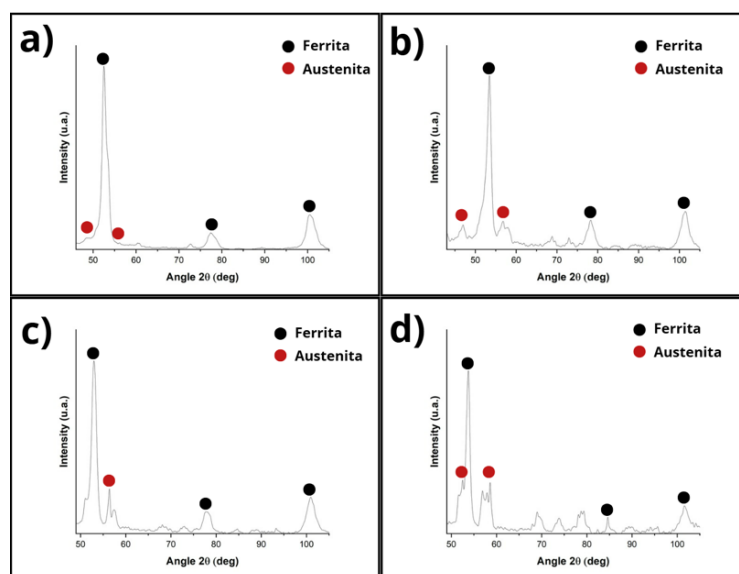 a)
Ferrita
Austenita
Intensity (u.a.)
50 60 70 80 90 100
Angle 2θ (deg)
b)
Ferrita
Austenita
Intensity (u.a.)
50 60 70 80 90 100
Angle 2θ (deg)
c)
Ferrita
Austenita
Intensity (u.a.)
50 60 70 80 90 100
Angle 2θ (deg)
d)
Ferrita
Austenita
Intensity (u.a.)
50 60 70 80 90 100
Angle 2θ (deg)